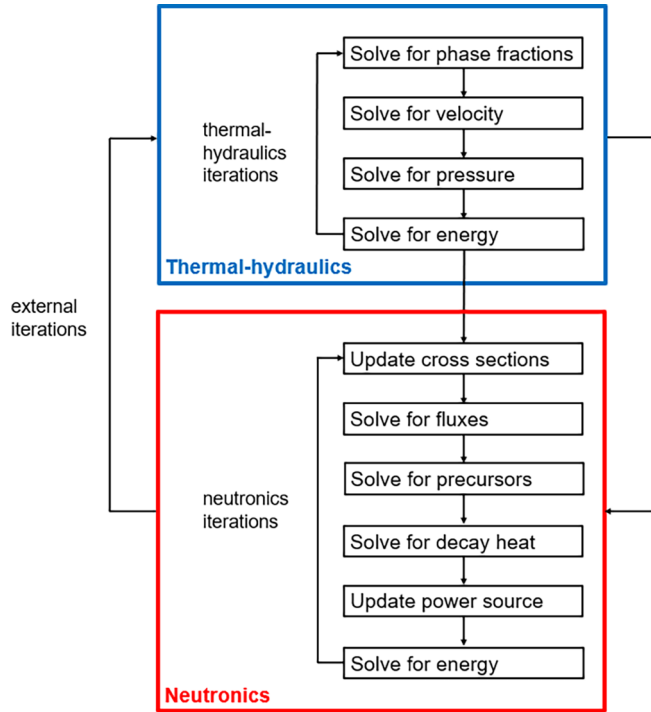 Solve for phase fractions
Solve for velocity
thermal-
hydraulics
iterations
Solve for pressure
Solve for energy
Thermal-hydraulics
external
iterations
Update cross sections
Solve for fluxes
Solve for precursors
neutronics
iterations
Solve for decay heat
Update power source
Solve for energy
Neutronics